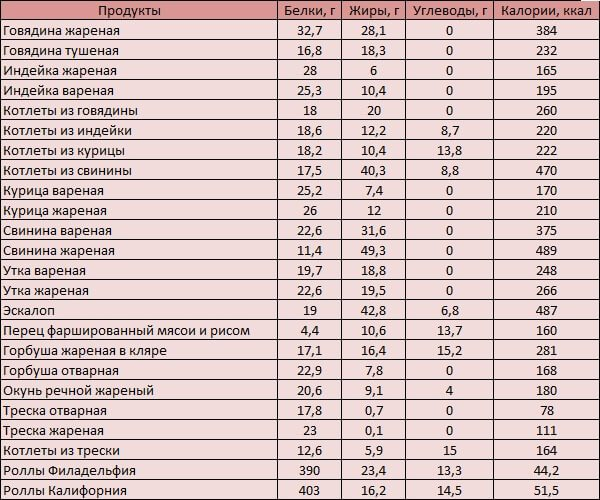 Продукты Белки, г Жиры, г Углеводы, г Калории, ккал
Говядина жареная 32,7 28,1 0 384
Говядина тушеная 16,8 18,3 0 232
Индейка жареная 28 6 0 165
Индейка вареная 25,3 10,4 0 195
Котлеты из говядины 18 20 0 260
Котлеты из индейки 18,6 12,2 8,7 220
Котлеты из курицы 18,2 10,4 13,8 222
Котлеты из свинины 17,5 40,3 8,8 470
Курица вареная 25,2 7,4 0 170
Курица жареная 26 12 0 210
Свинина вареная 22,6 31,6 0 375
Свинина жареная 11,4 49,3 0 489
Утка вареная 19,7 18,8 0 248
Утка жареная 22,6 19,5 0 266
Эскалоп 19 42,8 6,8 487
Перец фаршированный мясои и рисом 4,4 10,6 13,7 160
Горбуша жареная в кляре 17,1 16,4 15,2 281
Горбуша отварная 22,9 7,8 0 168
Окунь речной жареный 20,6 9,1 4 180
Треска отварная 17,8 0,7 0 78
Треска жареная 23 0,1 0 111
Котлеты из трески 12,6 5,9 15 164
Роллы Филадельфия 390 23,4 13,3 44,2
Роллы Калифорния 403 16,2 14,5 51,5